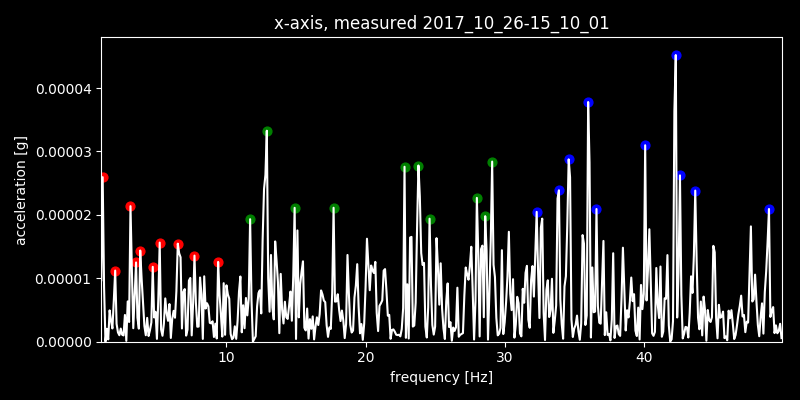 x-axis, measured 2017_10_26-15_10_01
acceleration [g]
0.00004
0.00003
0.00002
0.00001
0.00000
10 20 30 40
frequency [Hz]